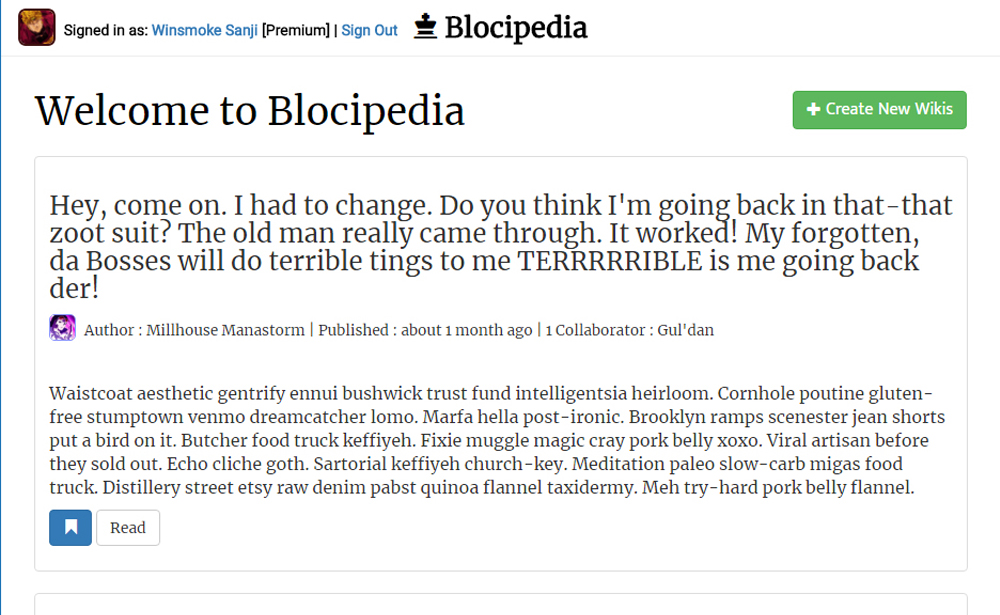 Signed in as: Winsmoke Sanji [Premium] | Sign Out Blocipedia
Welcome to Blocipedia
Create New Wikis
Hey, come on. I had to change. Do you think I'm going back in that-that
zoot suit? The old man really came through. It worked! My forgotten,
da Bosses will do terrible tings to me TERRRRRIBLE is me going back
der!
Author : Millhouse Manastorm | Published : about 1 month ago | 1 Collaborator : Gul'dan
Waistcoat aesthetic gentrify ennui bushwick trust fund intelligentsia heirloom. Cornhole poutine gluten-
free stumptown venmo dreamcatcher lomo. Marfa hella post-ironic. Brooklyn ramps scenester jean shorts
put a bird on it. Butcher food truck keffiyeh. Fixie muggle magic cray pork belly xoxo. Viral artisan before
they sold out. Echo cliche goth. Sartorial keffiyeh church-key. Meditation paleo slow-carb migas food
truck. Distillery street etsy raw denim pabst quinoa flannel taxidermy. Meh try-hard pork belly flannel.
Read